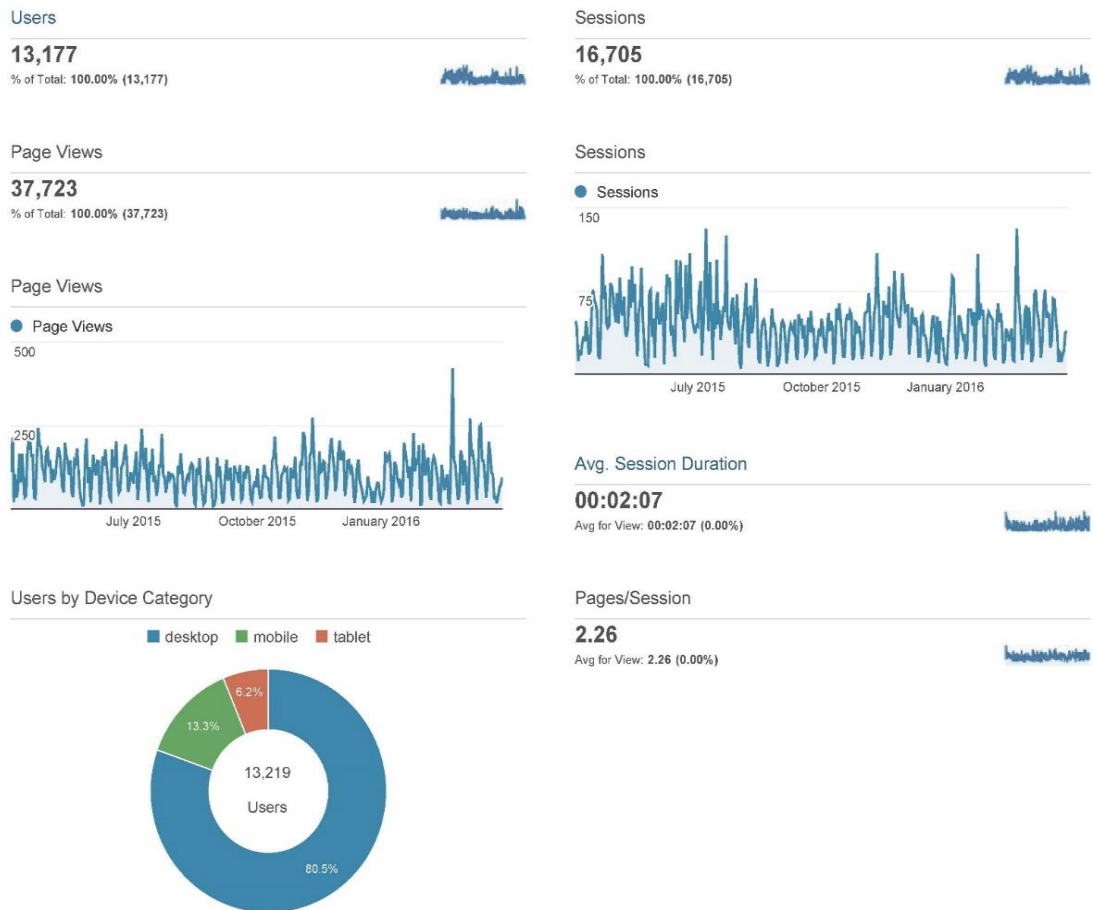 Users
13,177
% of Total: 100.00% (13,177)
Page Views
37,723
% of Total: 100.00% (37,723)
Page Views
Page Views
500
250
July 2015 October 2015 January 2016
Users by Device Category
desktop mobile tablet
6.2%
13.3%
13,219
Users
80.5%
Sessions
16,705
% of Total: 100.00% (16,705)
Sessions
Sessions
150
75
July 2015 October 2015 January 2016
Avg. Session Duration
00:02:07
Avg for View: 00:02:07 (0.00%)
Pages/Session
2.26
Avg for View: 2.26 (0.00%)